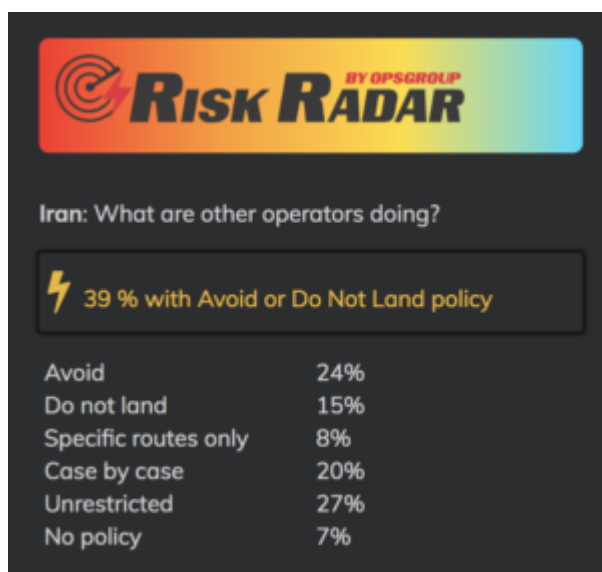 RISK RADAR
BY OPSGROUP
Iran: What are other operators doing?
39 % with Avoid or Do Not Land policy
Avoid 24%
Do not land 15%
Specific routes only 8%
Case by case 20%
Unrestricted 27%
No policy 7%